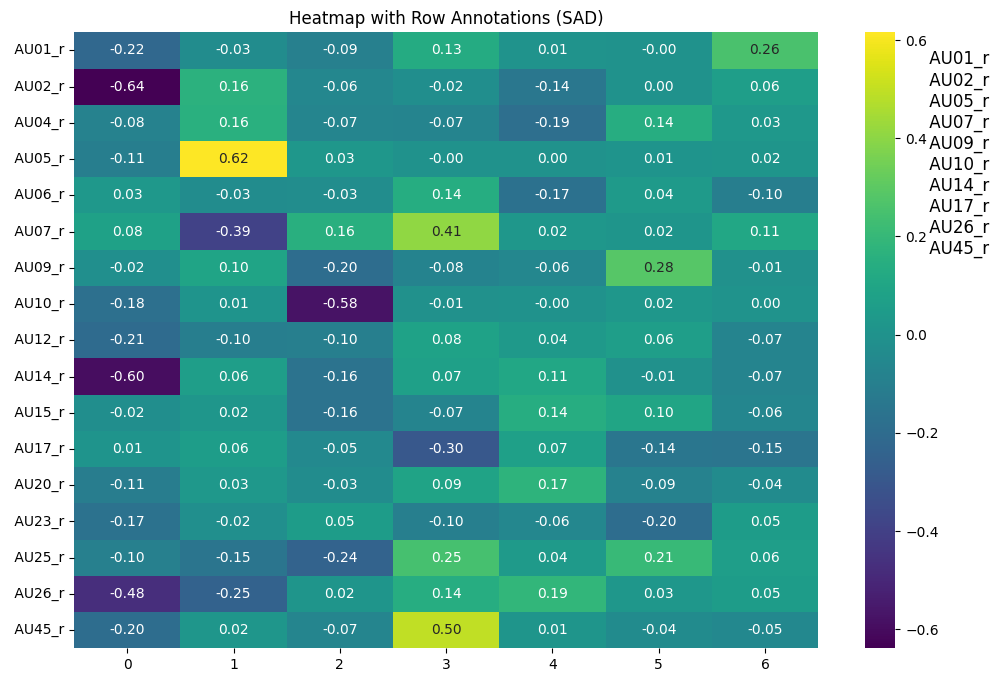 Heatmap with Row Annotations (SAD)
AU01_r -0.22 -0.03 -0.09 0.13 0.01 -0.00 0.26
AU02_r -0.64 0.16 -0.06 -0.02 -0.14 0.00 0.06
AU04_r -0.08 0.16 -0.07 -0.07 -0.19 0.14 0.03
AU05_r -0.11 0.62 0.03 -0.00 0.00 0.01 0.02
AU06_r 0.03 -0.03 -0.03 0.14 -0.17 0.04 -0.10
AU07_r 0.08 -0.39 0.16 0.41 0.02 0.02 0.11
AU09_r -0.02 0.10 -0.20 -0.08 -0.06 0.28 -0.01
AU10_r -0.18 0.01 -0.58 -0.01 -0.00 0.02 0.00
AU12_r -0.21 -0.10 -0.10 0.08 0.04 0.06 -0.07
AU14_r -0.60 0.06 -0.16 0.07 0.11 -0.01 -0.07
AU15_r -0.02 0.02 -0.16 -0.07 0.14 0.10 -0.06
AU17_r 0.01 0.06 -0.05 -0.30 0.07 -0.14 -0.15
AU20_r -0.11 0.03 -0.03 0.09 0.17 -0.09 -0.04
AU23_r -0.17 -0.02 0.05 -0.10 -0.06 -0.20 0.05
AU25_r -0.10 -0.15 -0.24 0.25 0.04 0.21 0.06
AU26_r -0.48 -0.25 0.02 0.14 0.19 0.03 0.05
AU45_r -0.20 0.02 -0.07 0.50 0.01 -0.04 -0.05
0 1 2 3 4 5 6
0.6
0.4
0.2
0.0
−0.2
−0.4
−0.6
AU01_r
AU02_r
AU05_r
AU07_r
AU09_r
AU10_r
AU14_r
AU17_r
AU26_r
AU45_r